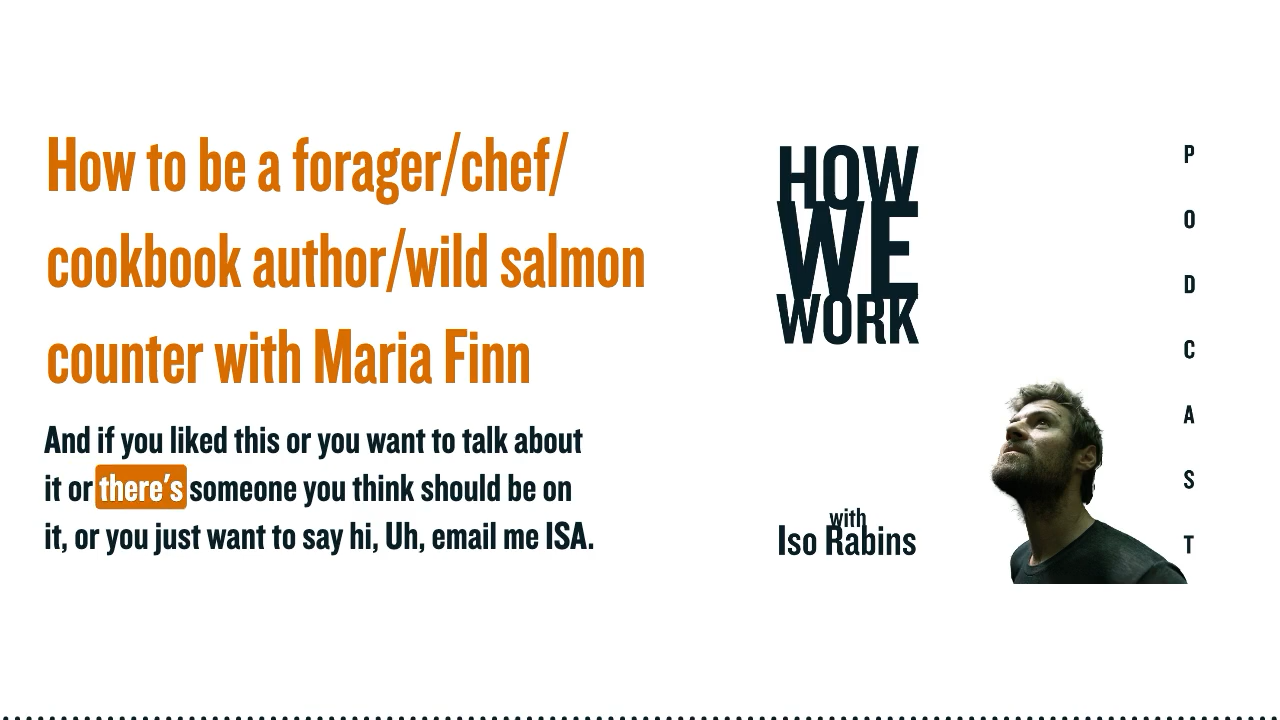 How to be a forager/chef/
cookbook author/wild salmon
counter with Maria Finn
And if you liked this or you want to talk about
it or there's someone you think should be on
it, or you just want to say hi, Uh, email me ISA.
HOW
WE
WORK
with
Iso Rabins
P
O
D
C
A
S
T